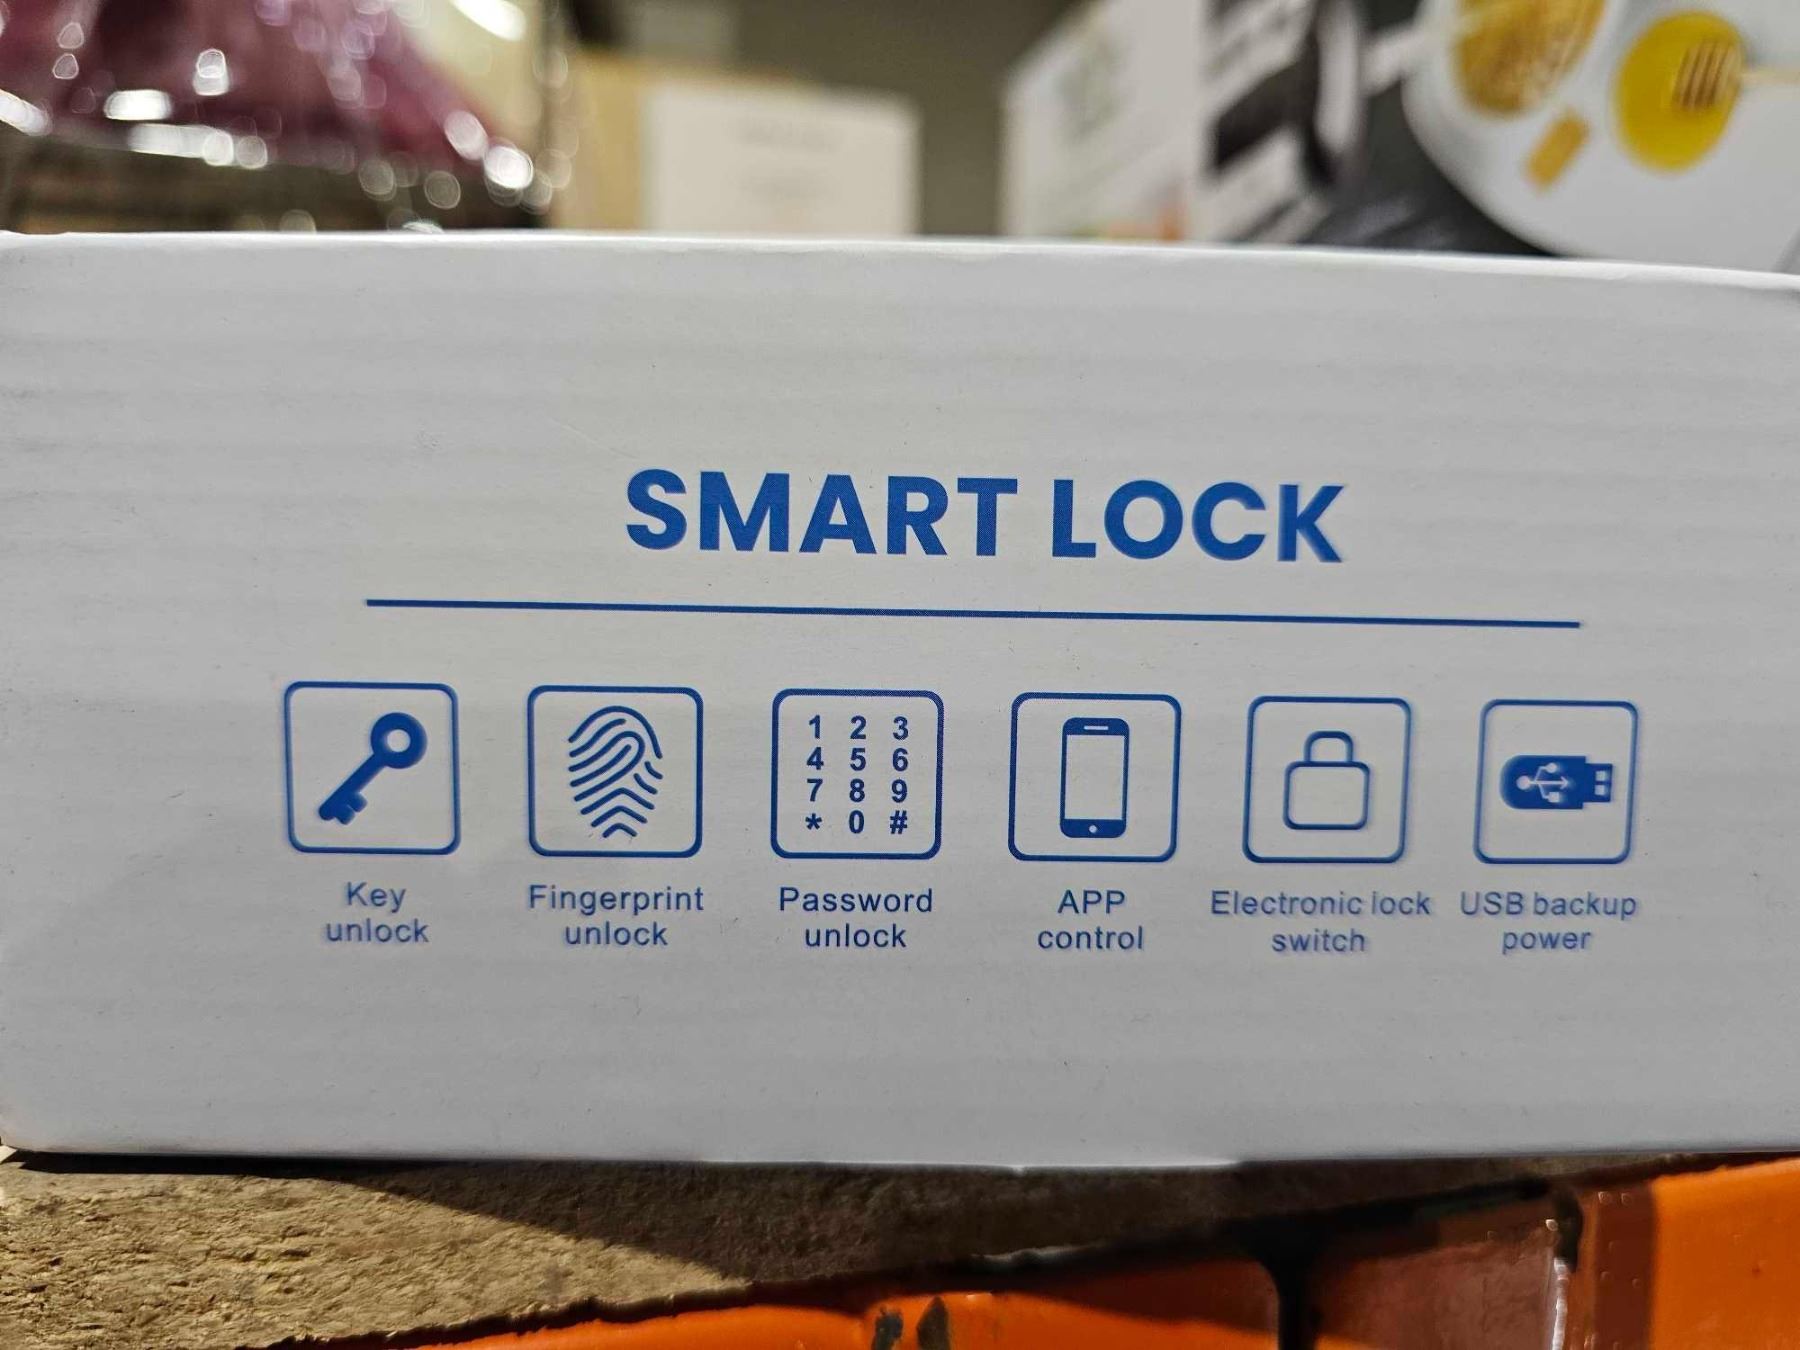 SMART LOCK
1 2 3
4 5 6
7 8 9
* 0 #
Key
unlock
Fingerprint
unlock
Password
unlock
APP
control
Electronic lock
switch
USB backup
power